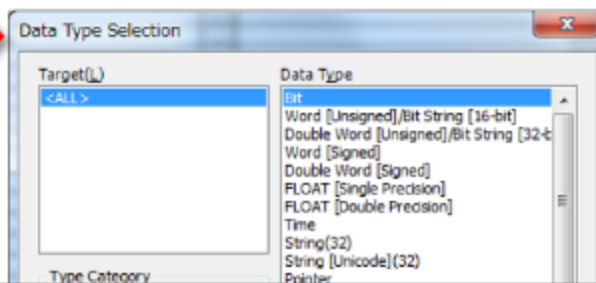 Data Type Selection
Target(L)
<ALL>
Type Category
Data Type
Bit
Word [Unsigned]/Bit String [16-bit]
Double Word [Unsigned]/Bit String [32-b
Word [Signed]
Double Word [Signed]
FLOAT [Single Precision]
FLOAT [Double Precision]
Time
String(32)
String [Unicode](32)
Pointer